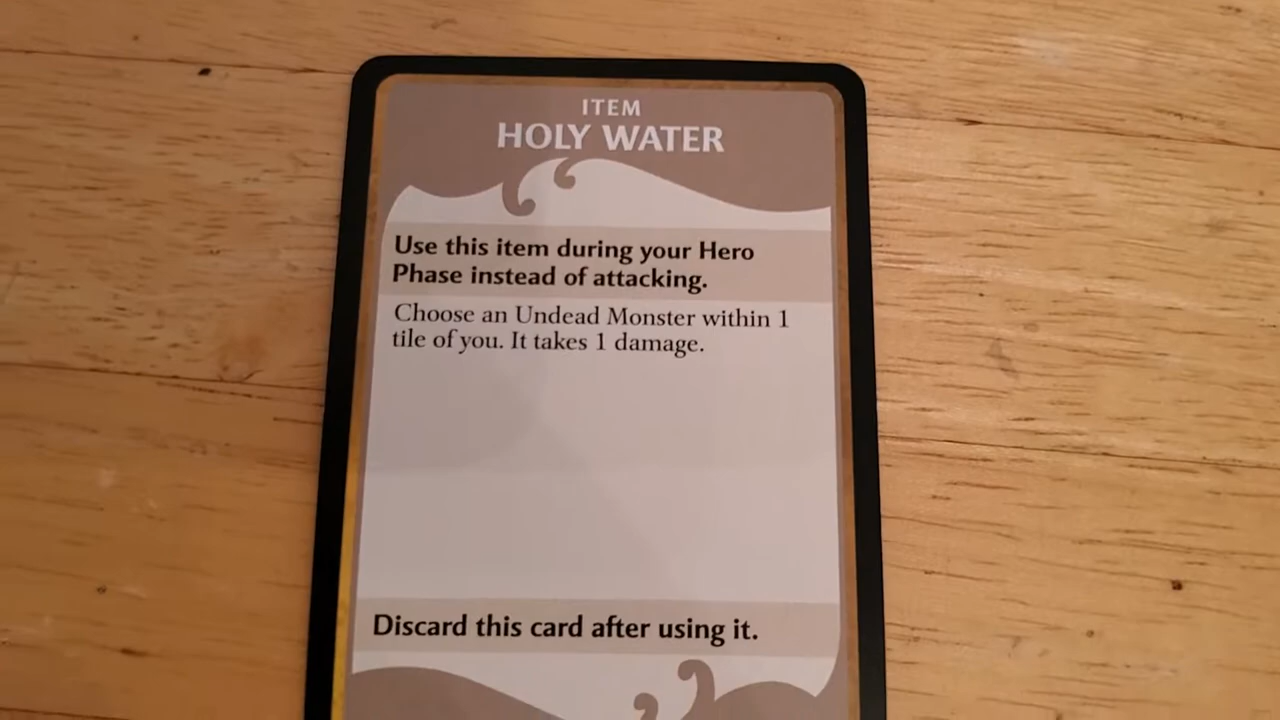 ITEM
HOLY WATER
Use this item during your Hero
Phase instead of attacking.
Choose an Undead Monster within 1
tile of you. It takes 1 damage.
Discard this card after using it.